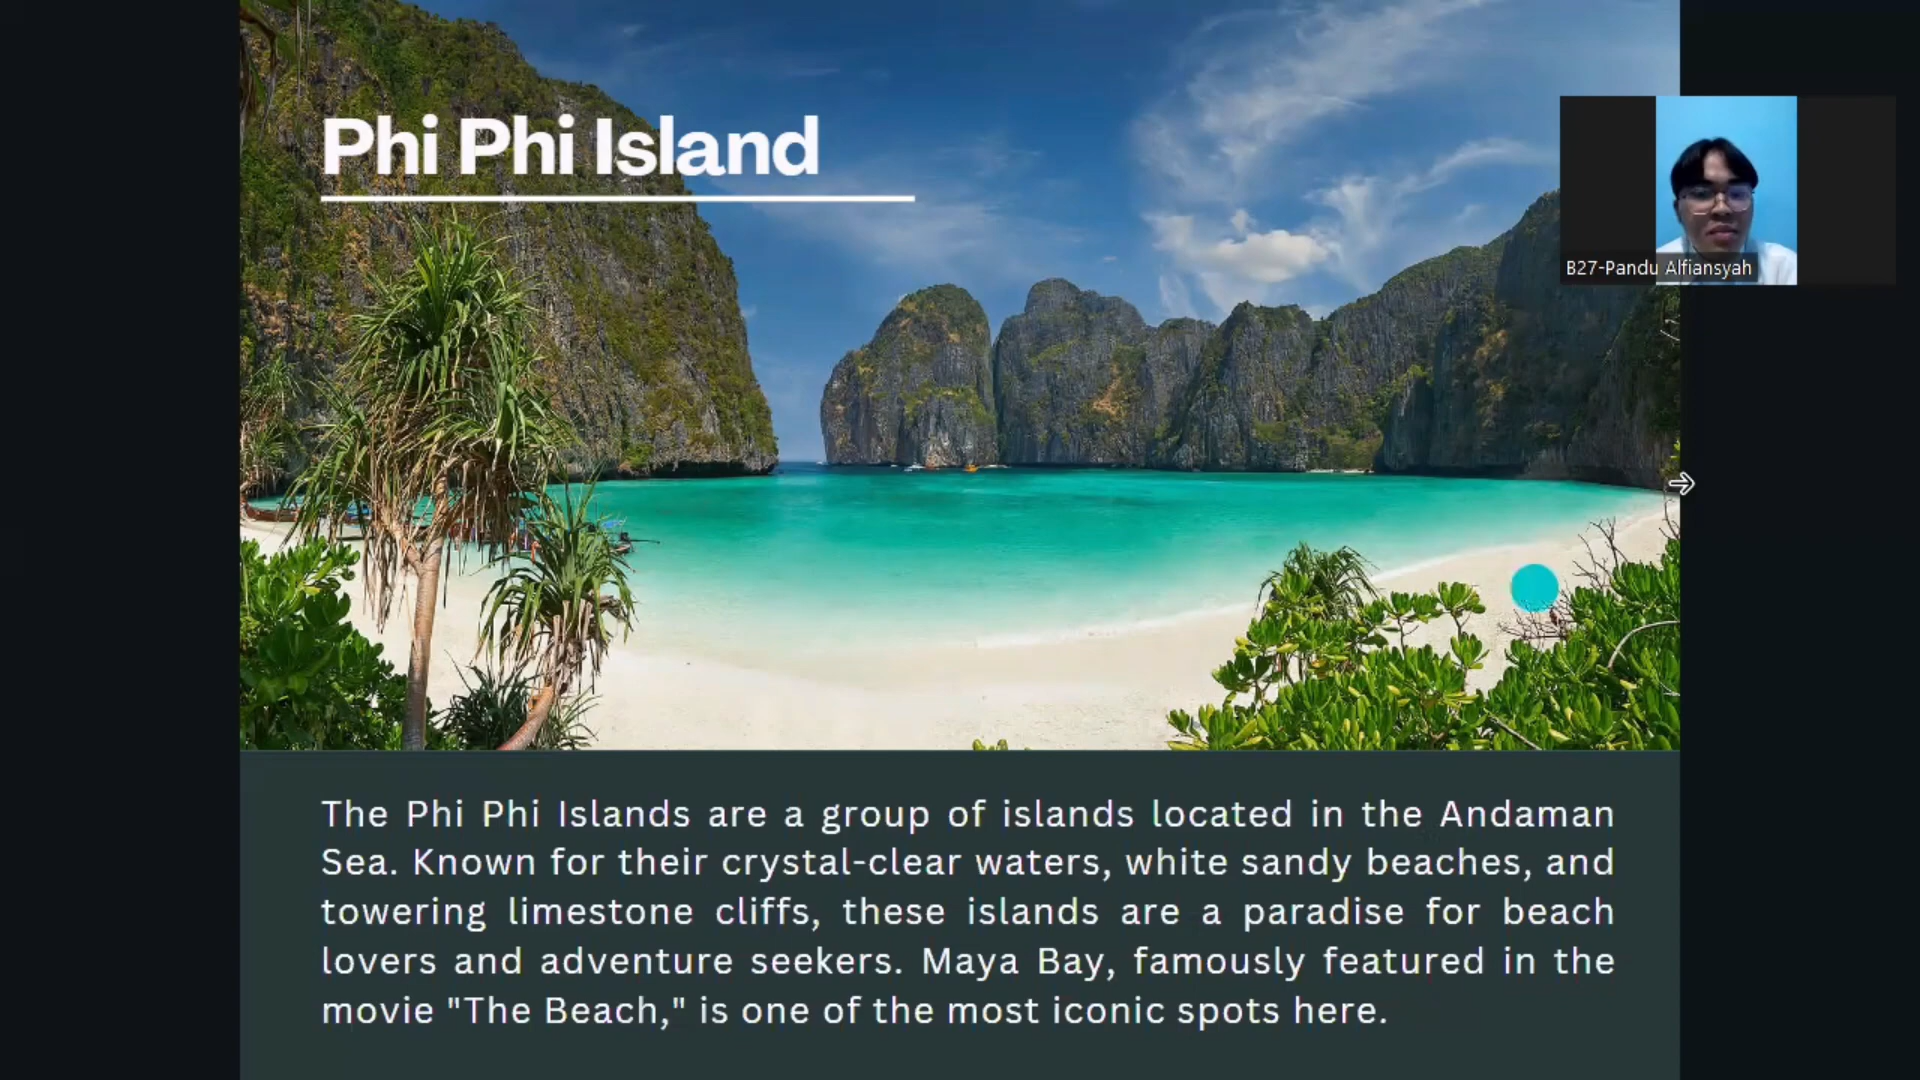 Phi Phi Island
B27-Pandu Alfiansyah
The Phi Phi Islands are a group of islands located in the Andaman
Sea. Known for their crystal-clear waters, white sandy beaches, and
towering limestone cliffs, these islands are a paradise for beach
lovers and adventure seekers. Maya Bay, famously featured in the
movie "The Beach," is one of the most iconic spots here.